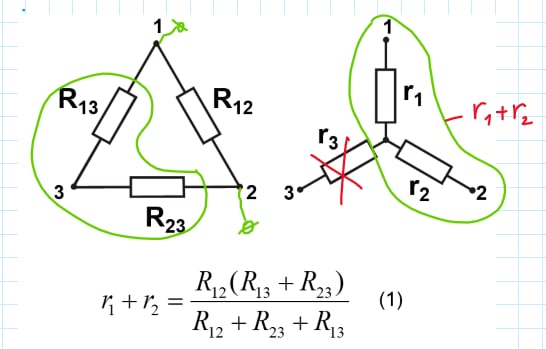 1
1
R₁₃
R₁₂
r₁
r₁+r₂
r₃
3
2
3
r₂
2
R₂₃
r₁ + r₂ = R₁₂(R₁₃ + R₂₃) / (R₁₂ + R₂₃ + R₁₃) (1)